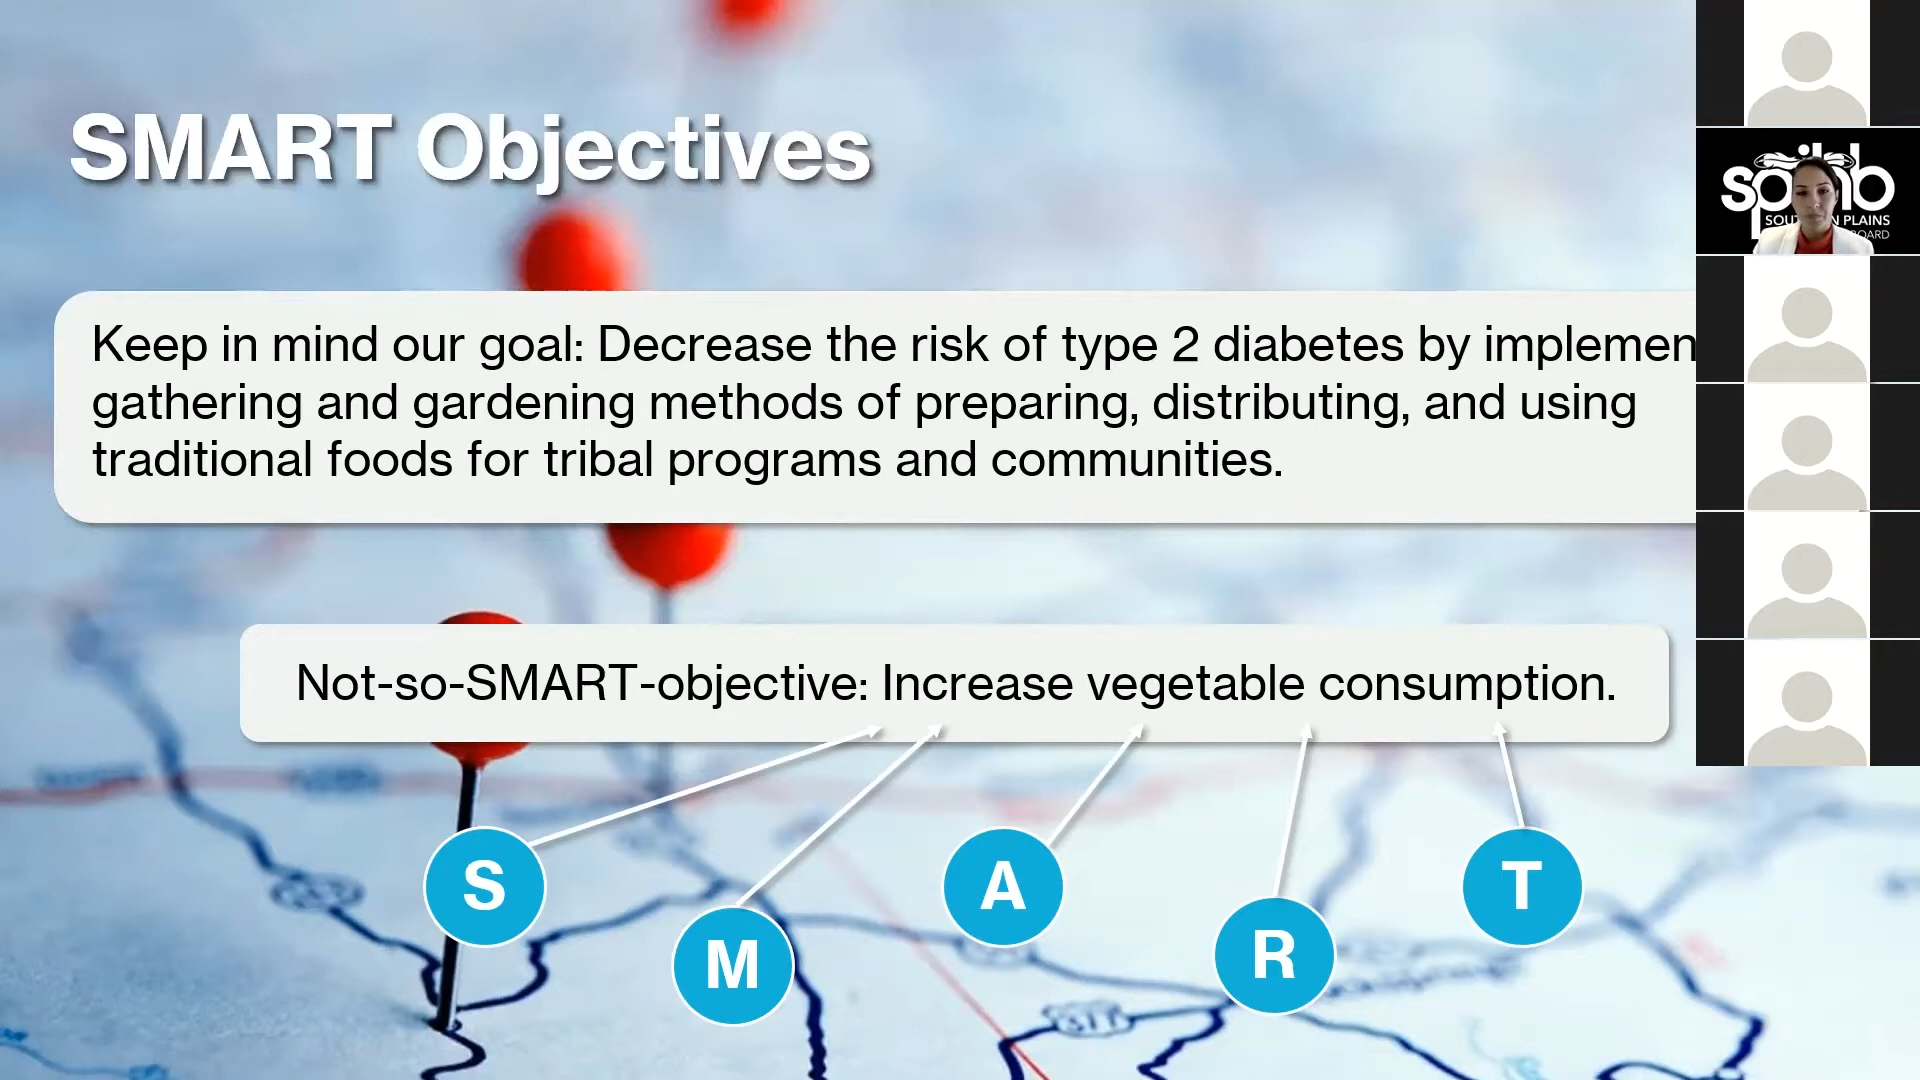 SMART Objectives
Keep in mind our goal: Decrease the risk of type 2 diabetes by
gathering and gardening methods of preparing, distributing, and using
traditional foods for tribal programs and communities.
Not-so-SMART-objective: Increase vegetable consumption.
S
M
A
R
T
PLAINS